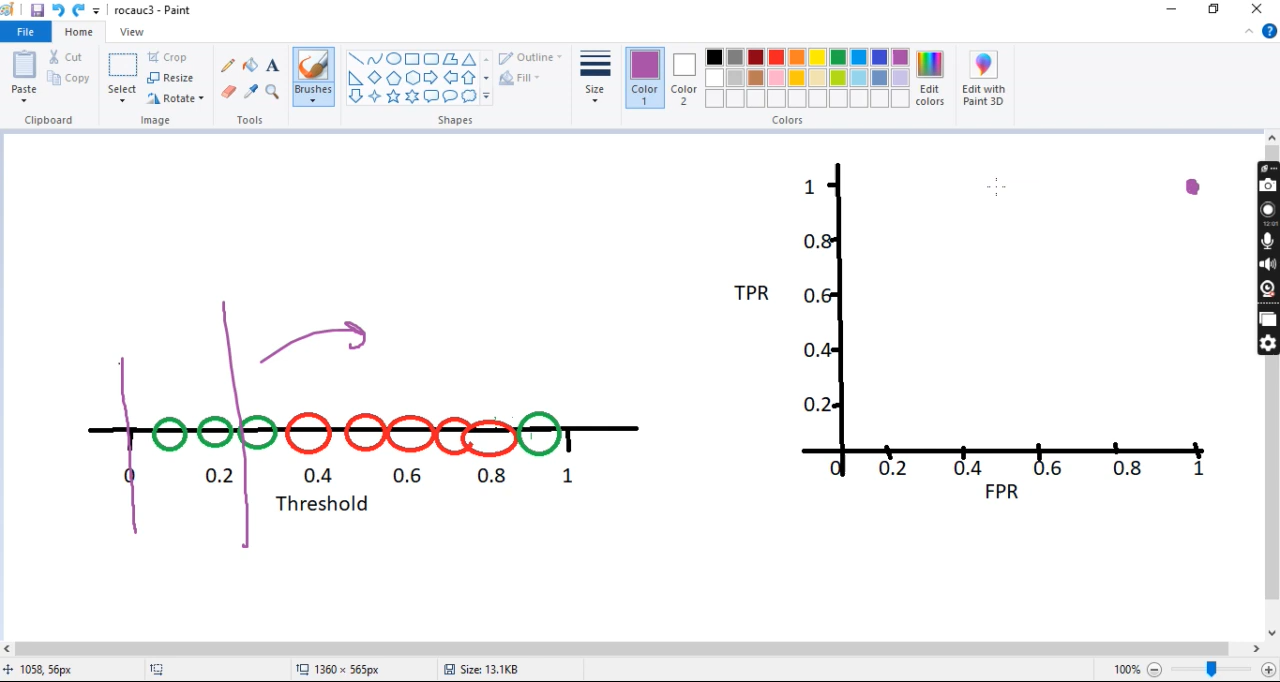 rocauc3 - Paint
File Home View
Cut
Copy
Paste
Clipboard
Crop
Resize
Rotate
Select
Image
A
Tools
Brushes
Outline
Fill
Shapes
Size
Color 1
Color 2
Edit colors
Colors
Edit with Paint 3D
1
0.8
TPR
0.6
0.4
0.2
0 0.2 0.4 0.6 0.8 1
FPR
0 0.2 0.4 0.6 0.8 1
Threshold
1058, 56px
1360 × 565px
Size: 13.1KB
100%